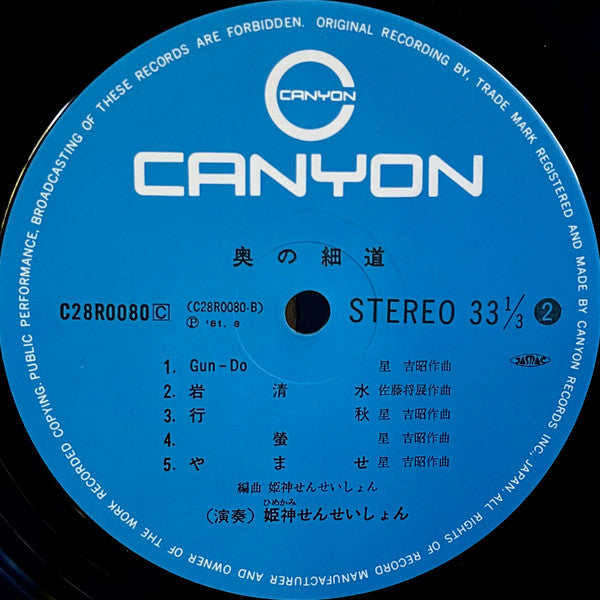 CANYON
CANYON
奥の細道
C28R0080 C (C28R0080-B) STEREO 33 1/3 2
Ⓟ '81. 8
1. Gun-Do 星 吉昭作曲
JASRAC
2. 岩清水 佐藤将展作曲
3. 行秋 星 吉昭作曲
4. 螢 星 吉昭作曲
5. やませ 星 吉昭作曲
編曲 姫神せんせいしょん
ひめかみ
(演奏) 姫神せんせいしょん
ORIGINAL RECORDING BY, TRADE MARK REGISTERED AND MADE BY CANYON RECORDS INC., JAPAN. ALL RIGHTS OF RECORD MANUFACTURER AND OWNER OF THE WORK RECORDED COPYING, PUBLIC PERFORMANCE, BROADCASTING OF THESE RECORDS ARE FORBIDDEN.